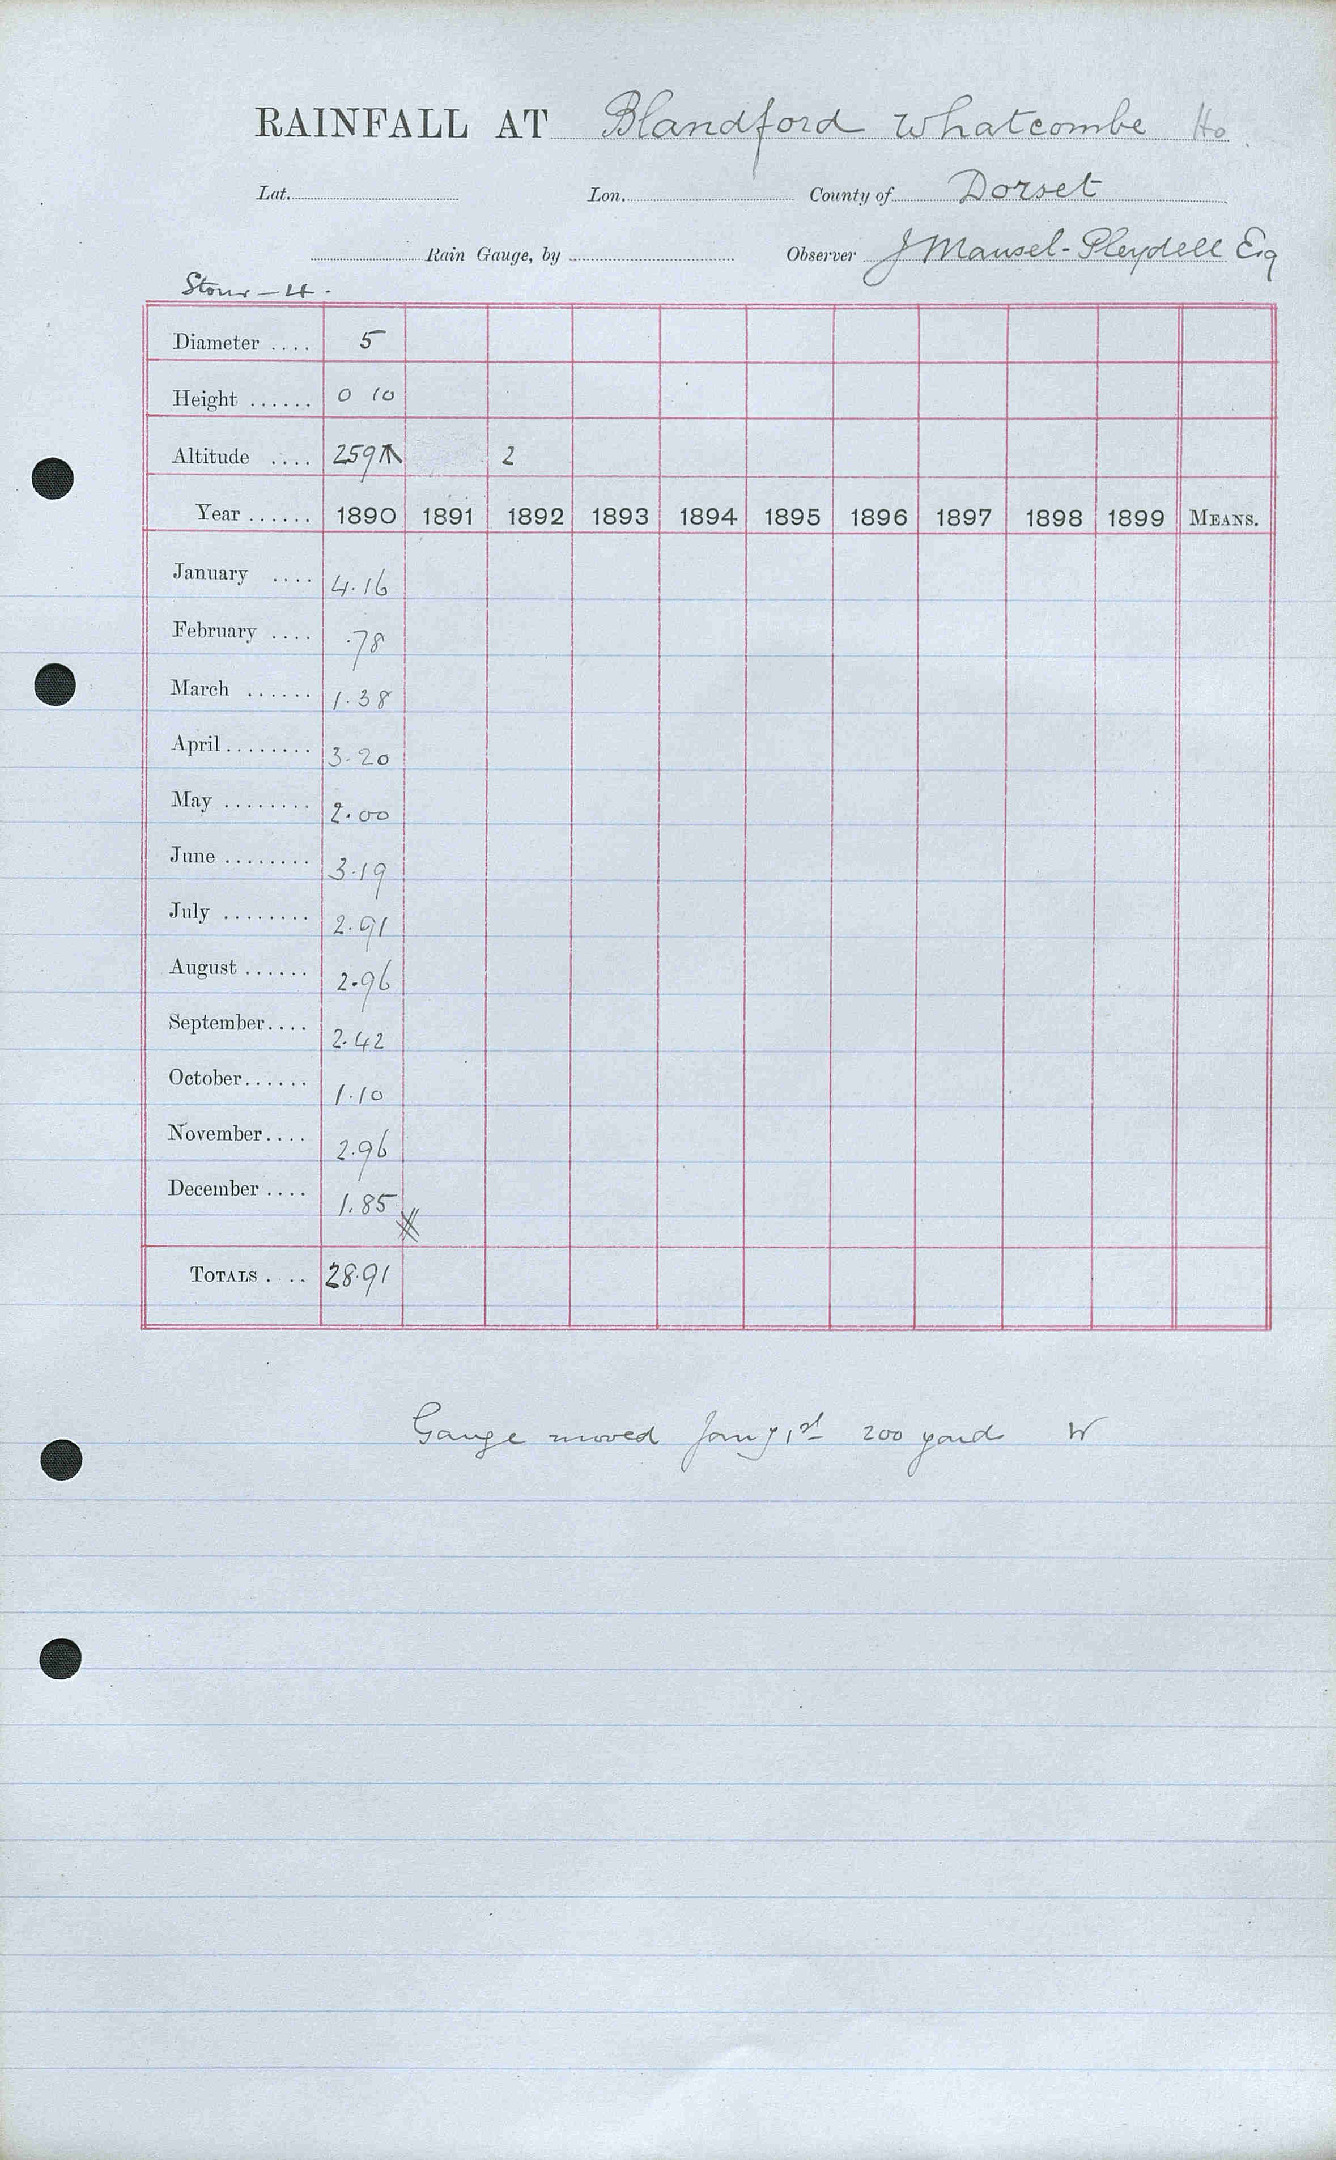 RAINFALL AT Blandford Whatcombe Ho
Lat. Lon. County of Dorset
Rain Gauge, by Observer J Mansel-Pleydell Esq
Stour - 4.
Diameter .... 5
Height ...... 0 10
Altitude .... 259 2
Year ...... 1890 1891 1892 1893 1894 1895 1896 1897 1898 1899 MEANS.
January .... 4.16
February .... .78
March ...... 1.38
April ........ 3.20
May ........ 2.00
June ........ 3.19
July ........ 2.91
August ...... 2.96
September.... 2.42
October...... 1.10
November.... 2.96
December .... 1.85
TOTALS . .. 28.91
Gauge moved Jany 1st 200 yards W